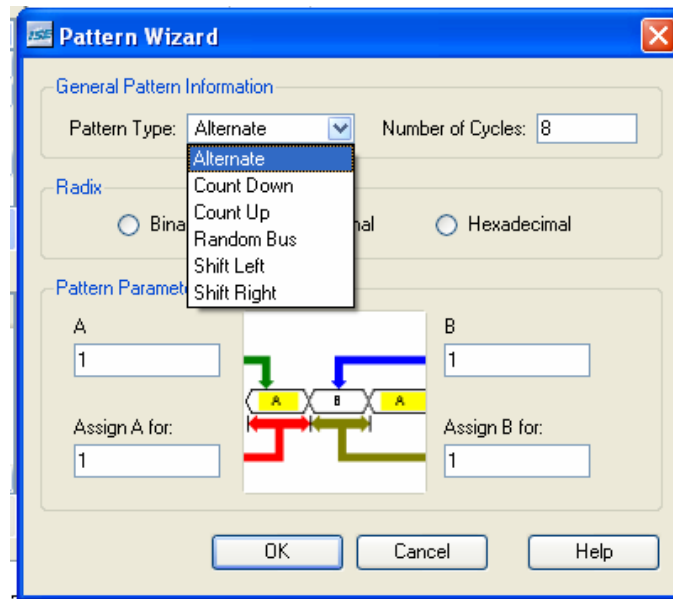 ISE Pattern Wizard
General Pattern Information
Pattern Type: Alternate Number of Cycles: 8
Alternate
Count Down
Count Up
Random Bus
Shift Left
Shift Right
Radix
Bina nal Hexadecimal
Pattern Paramet
A B
1 1
A B A
Assign A for: Assign B for:
1 1
OK Cancel Help